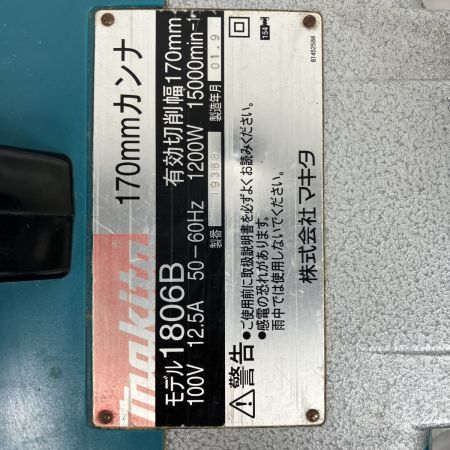 makita
170mmカンナ
モデル1806B
有効切削幅170mm
100V 12.5A 50-60Hz 1200W 15000min-1
製番 19388
製造年月 01.9
警告
●ご使用前に取扱説明書を必ずよくお読みください。
●感電の恐れがあります。
雨中では使用しないでください。
株式会社 マキタ
154